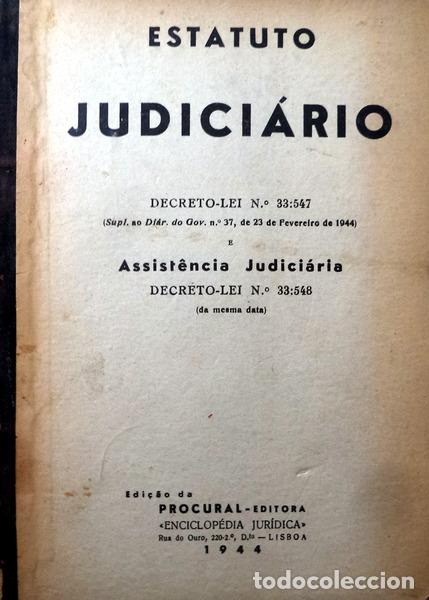 ESTATUTO
JUDICIÁRIO
DECRETO-LEI N.º 33:547
(Supl. ao Diár. do Gov. n.º 37, de 23 de Fevereiro de 1944)
E
Assistência Judiciária
DECRETO-LEI N.º 33:548
(da mesma data)
Edição da
PROCURAL-EDITORA
«ENCICLOPÉDIA JURÍDICA»
Rua do Ouro, 220-2.º, D.to — LISBOA
1944
todocoleccion
todocoleccion.net